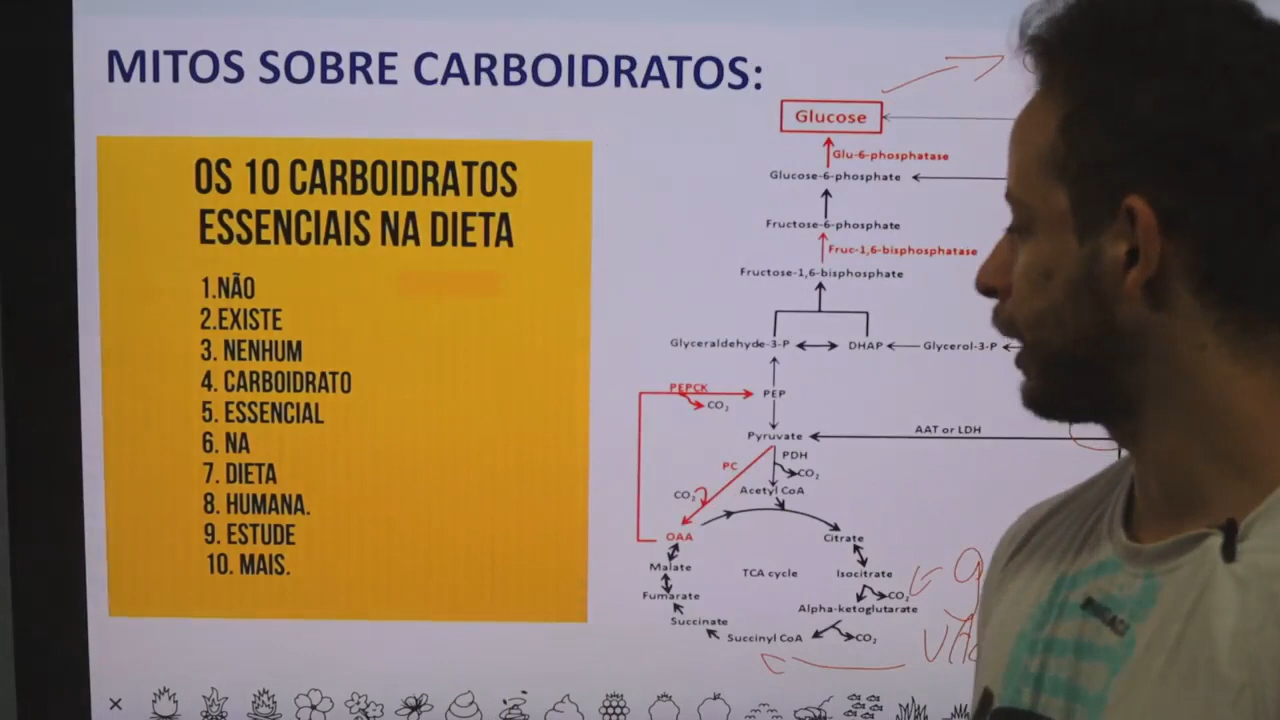 MITOS SOBRE CARBOIDRATOS:
OS 10 CARBOIDRATOS
ESSENCIAIS NA DIETA
1.NÃO
2.EXISTE
3. NENHUM
4. CARBOIDRATO
5. ESSENCIAL
6. NA
7. DIETA
8. HUMANA.
9. ESTUDE
10. MAIS.
Glucose
Glu-6-phosphatase
Glucose-6-phosphate
Fructose-6-phosphate
Fruc-1,6-bisphosphatase
Fructose-1,6-bisphosphate
Glyceraldehyde-3-P
DHAP
Glycerol-3-P
PEPCK
PEP
CO₂
Pyruvate
AAT or LDH
PDH
PC
CO₂
CO₂
Acetyl CoA
OAA
Citrate
Malate
TCA cycle
Isocitrate
Fumarate
CO₂
Alpha-ketoglutarate
Succinate
Succinyl CoA
CO₂